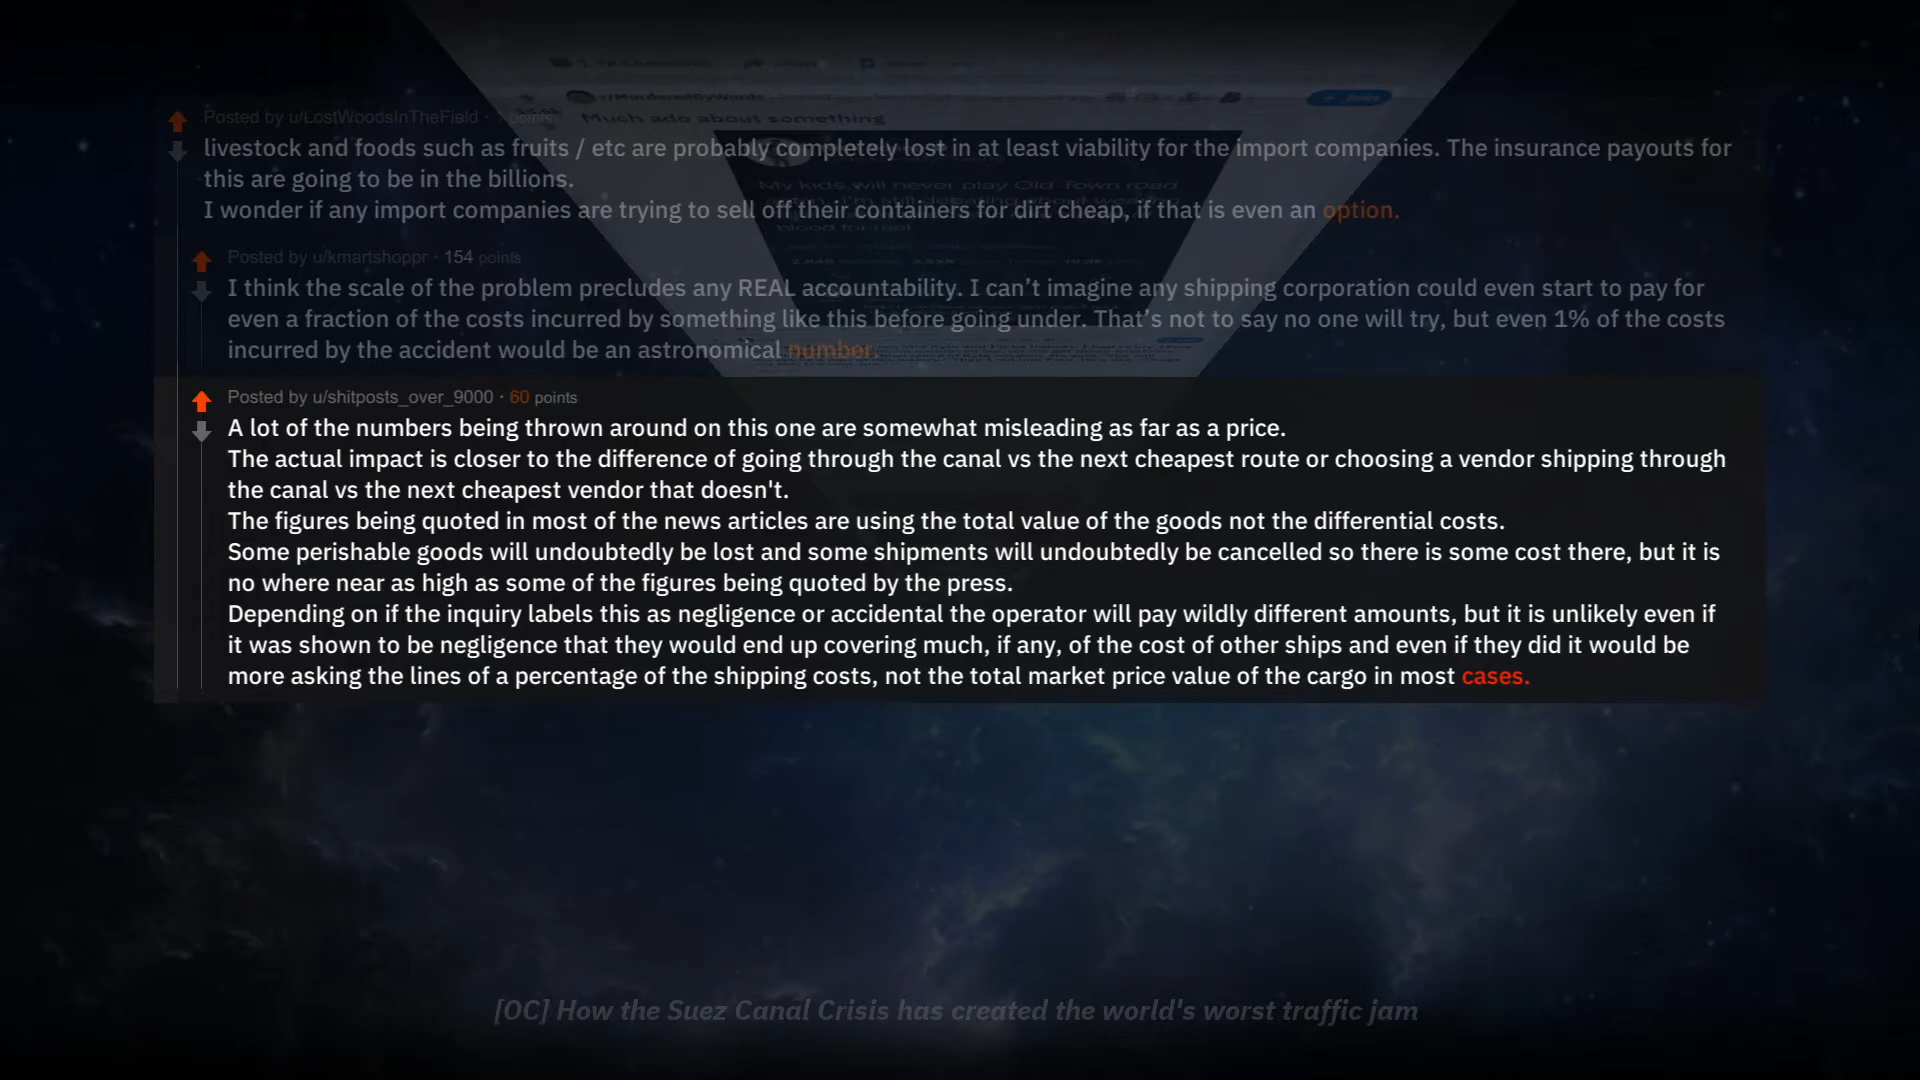 Much ado about something
Posted by u/LostWoodsInTheField · points
livestock and foods such as fruits / etc are probably completely lost in at least viability for the import companies. The insurance payouts for
this are going to be in the billions.
I wonder if any import companies are trying to sell off their containers for dirt cheap, if that is even an option.
Posted by u/kmartshoppr · 154 points
I think the scale of the problem precludes any REAL accountability. I can’t imagine any shipping corporation could even start to pay for
even a fraction of the costs incurred by something like this before going under. That’s not to say no one will try, but even 1% of the costs
incurred by the accident would be an astronomical number.
Posted by u/shitposts_over_9000 · 60 points
A lot of the numbers being thrown around on this one are somewhat misleading as far as a price.
The actual impact is closer to the difference of going through the canal vs the next cheapest route or choosing a vendor shipping through
the canal vs the next cheapest vendor that doesn't.
The figures being quoted in most of the news articles are using the total value of the goods not the differential costs.
Some perishable goods will undoubtedly be lost and some shipments will undoubtedly be cancelled so there is some cost there, but it is
no where near as high as some of the figures being quoted by the press.
Depending on if the inquiry labels this as negligence or accidental the operator will pay wildly different amounts, but it is unlikely even if
it was shown to be negligence that they would end up covering much, if any, of the cost of other ships and even if they did it would be
more asking the lines of a percentage of the shipping costs, not the total market price value of the cargo in most cases.
[OC] How the Suez Canal Crisis has created the world's worst traffic jam